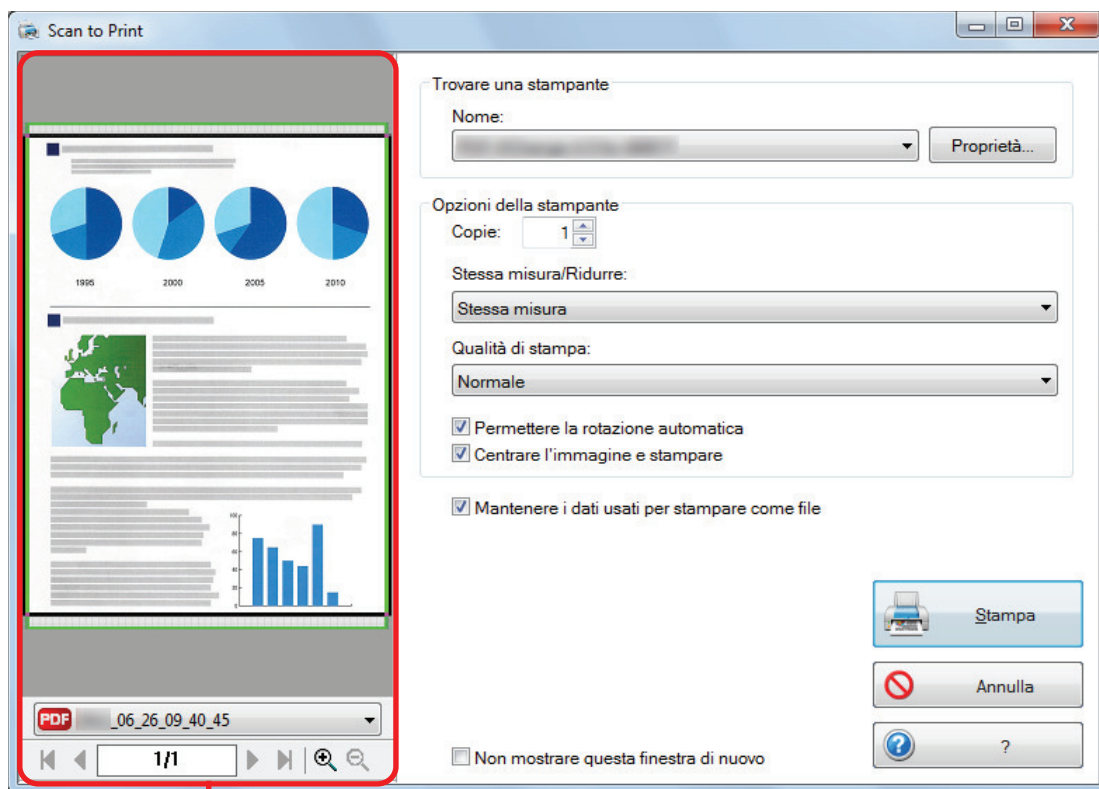 Scan to Print
Trovare una stampante
Nome:
Proprietà...
Opzioni della stampante
Copie: 1
Stessa misura/Ridurre:
Stessa misura
Qualità di stampa:
Normale
Permettere la rotazione automatica
Centrare l'immagine e stampare
Mantenere i dati usati per stampare come file
Stampa
Annulla
?
Non mostrare questa finestra di nuovo
1995 2000 2005 2010
PDF _06_26_09_40_45
1/1